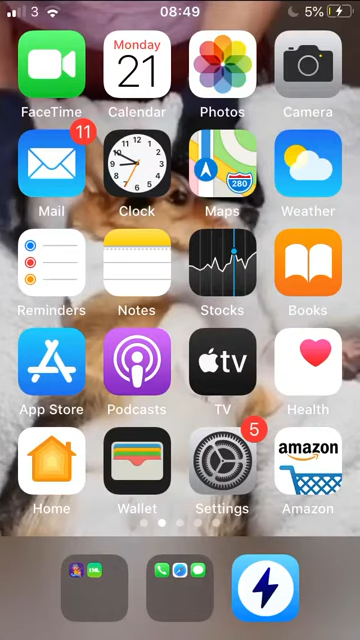 3 08:49 5%
Monday
21
FaceTime Calendar Photos Camera
11
280
Mail Clock Maps Weather
Reminders Notes Stocks Books
tv
App Store Podcasts TV Health
5
amazon
Home Wallet Settings Amazon